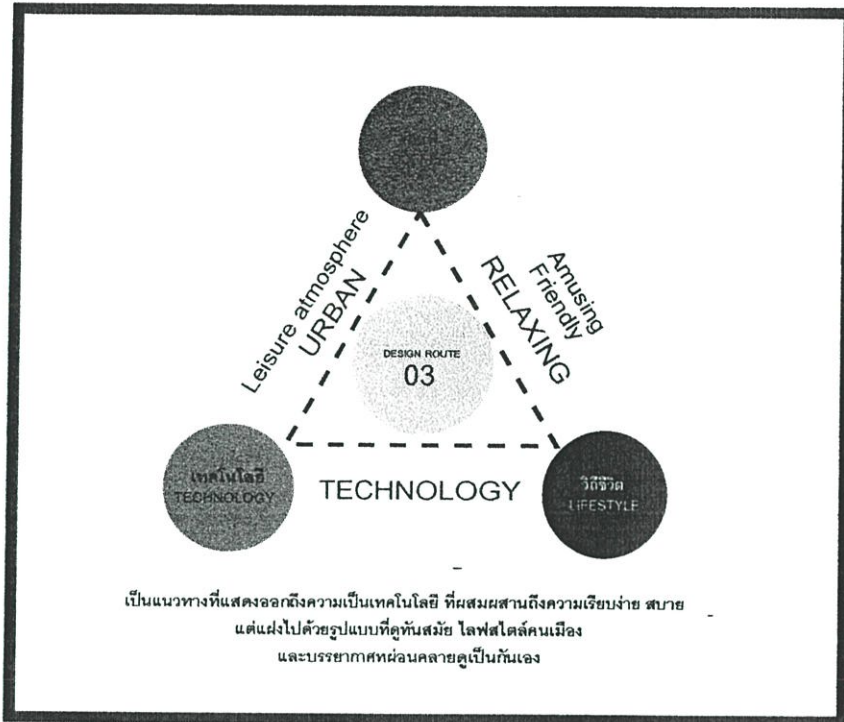 Leisure atmosphere
URBAN
Amusing
Friendly
RELAXING
DESIGN ROUTE
03
เทคโนโลยี
TECHNOLOGY
TECHNOLOGY
วิถีชีวิต
LIFESTYLE
เป็นแนวทางที่แสดงออกถึงความเป็นเทคโนโลยี ที่ผสมผสานถึงความเรียบง่าย สบาย
แต่แฝงไปด้วยรูปแบบที่ดูทันสมัย ไลฟสไตล์คนเมือง
และบรรยากาศทผ่อนคลายดูเป็นกันเอง